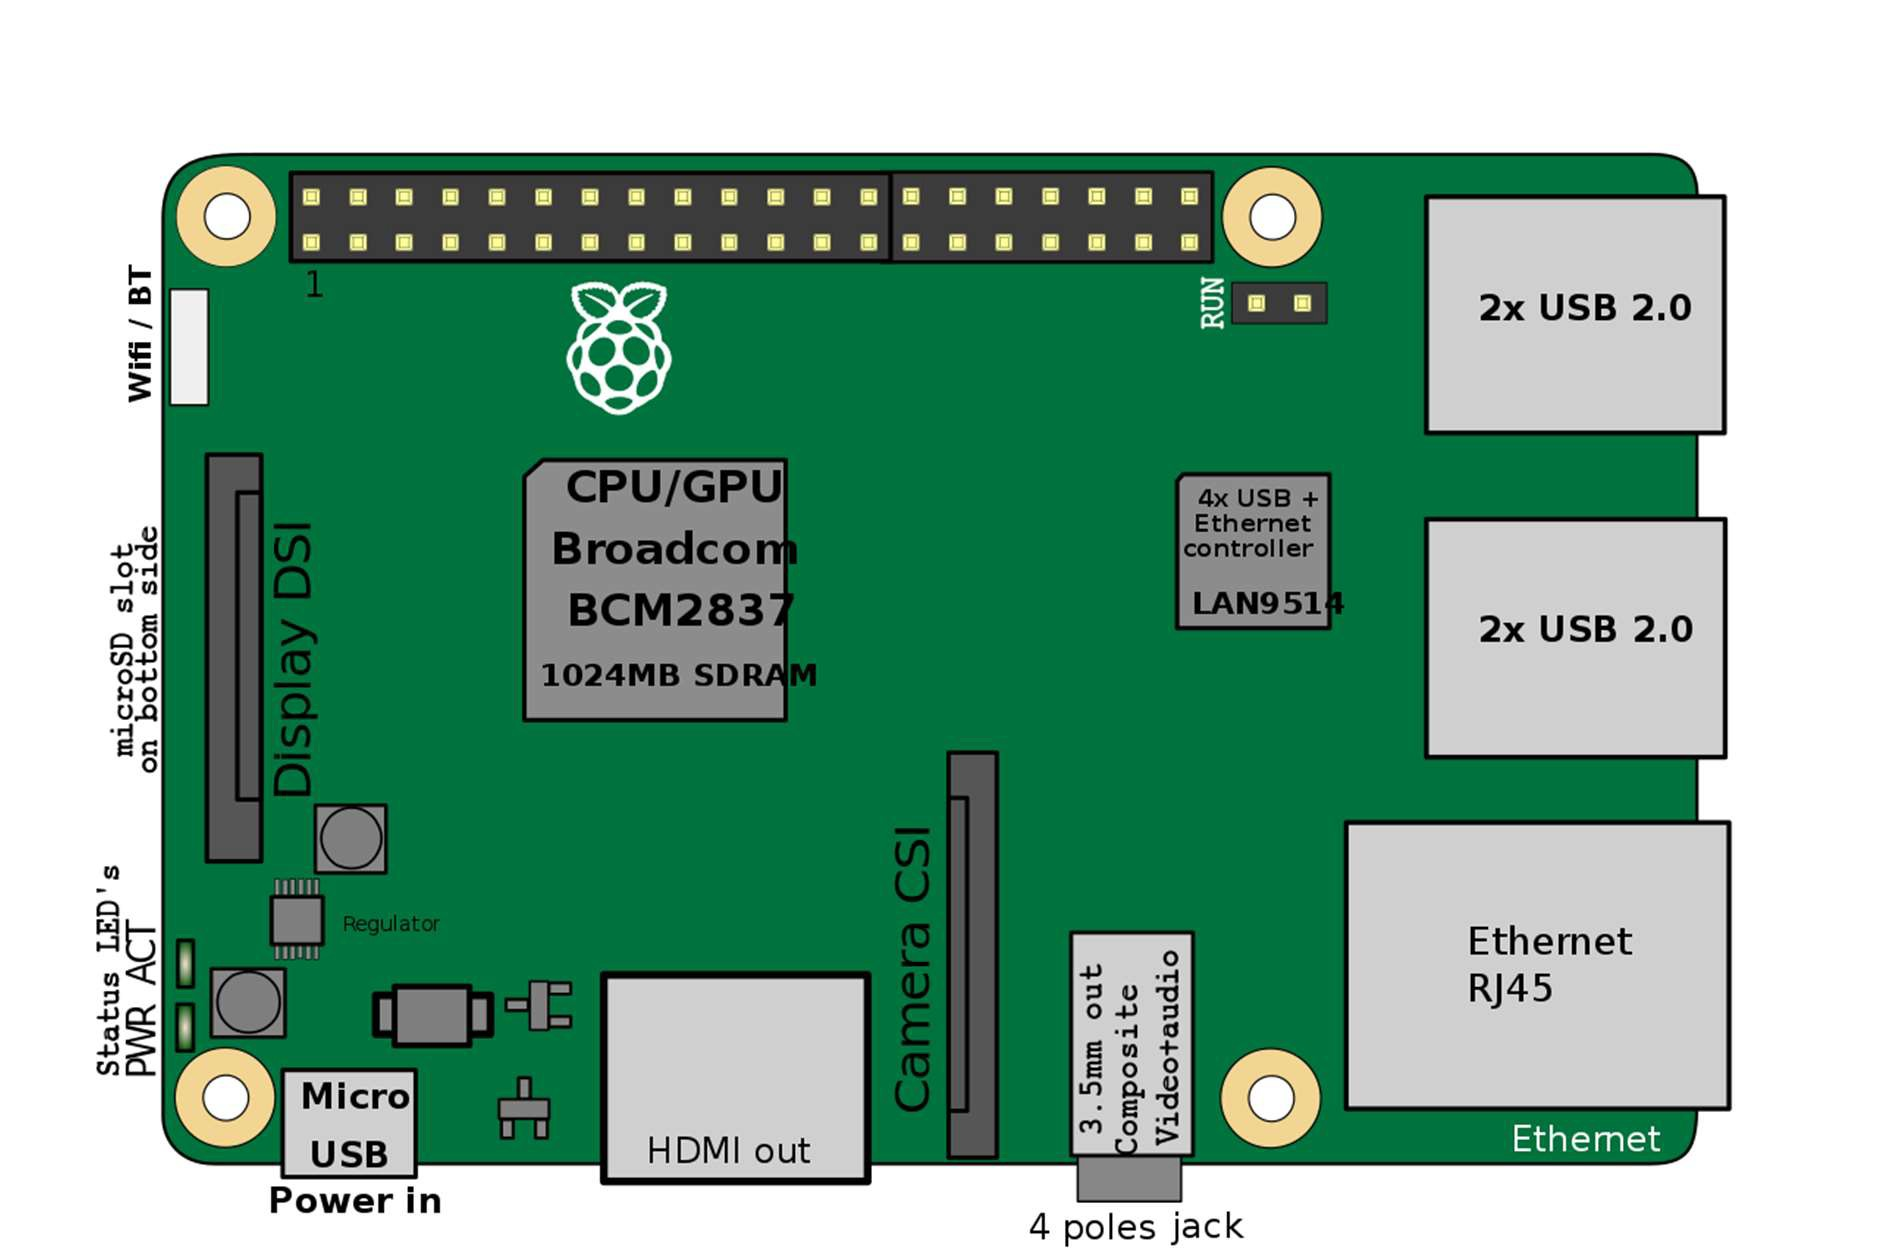 1
RUN
Wifi / BT
2x USB 2.0
CPU/GPU
Broadcom
BCM2837
1024MB SDRAM
4x USB +
Ethernet
controller
LAN9514
microSD slot
on bottom side
Display DSI
2x USB 2.0
Status LED's
PWR ACT
Regulator
Camera CSI
3.5mm out
Composite
Video+audio
Ethernet
RJ45
Micro
USB
HDMI out
Ethernet
Power in
4 poles jack